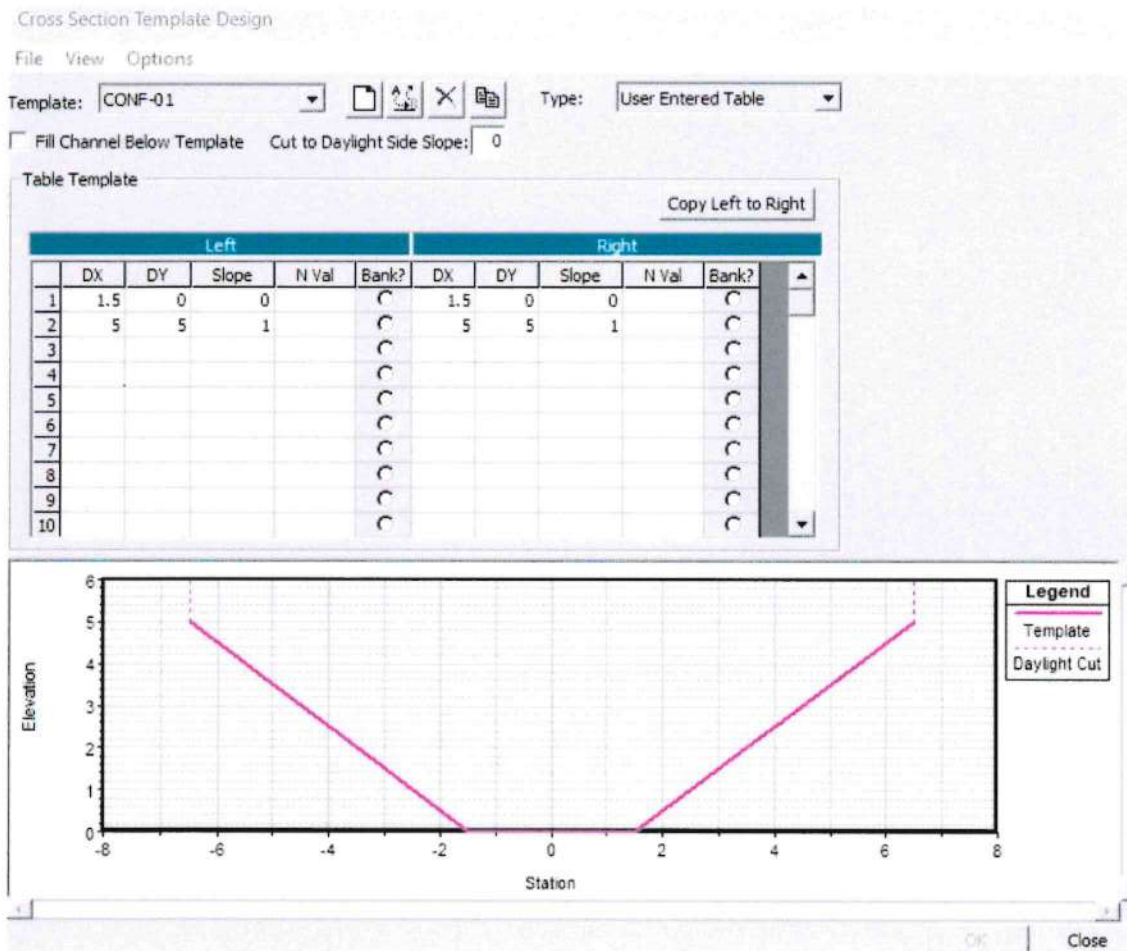 Cross Section Template Design
File View Options
Template: CONF-01 Type: User Entered Table
Fill Channel Below Template Cut to Daylight Side Slope: 0
Table Template
Copy Left to Right
Left Right
DX DY Slope N Val Bank? DX DY Slope N Val Bank?
1 1.5 0 0 1.5 0 0
2 5 5 1 5 5 1
3
4
5
6
7
8
9
10
6
5
4
3
2
1
0
Elevation
-8 -6 -4 -2 0 2 4 6 8
Station
Legend
Template
Daylight Cut
OK Close